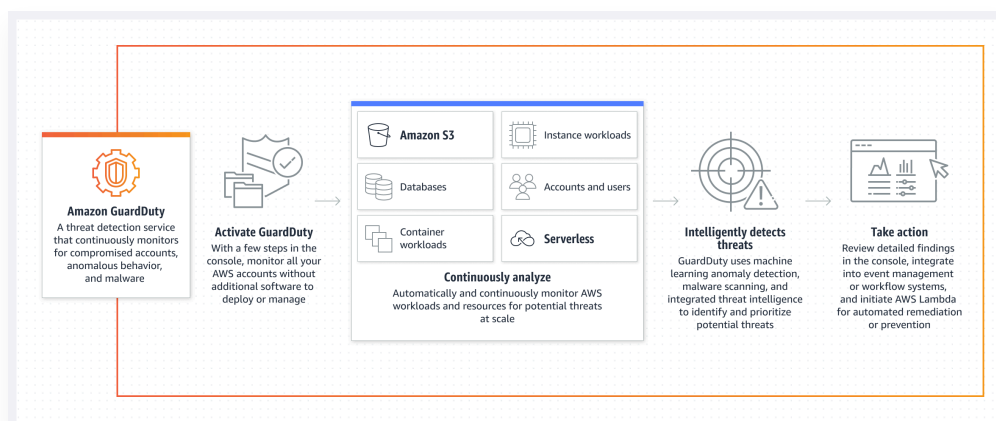 Amazon GuardDuty
A threat detection service
that continuously monitors
for compromised accounts,
anomalous behavior,
and malware
Activate GuardDuty
With a few steps in the
console, monitor all your
AWS accounts without
additional software to
deploy or manage
Amazon S3
Instance workloads
Databases
Accounts and users
Container
workloads
Serverless
Continuously analyze
Automatically and continuously monitor AWS
workloads and resources for potential threats
at scale
Intelligently detects
threats
GuardDuty uses machine
learning anomaly detection,
malware scanning, and
integrated threat intelligence
to identify and prioritize
potential threats
Take action
Review detailed findings
in the console, integrate
into event management
or workflow systems,
and initiate AWS Lambda
for automated remediation
or prevention